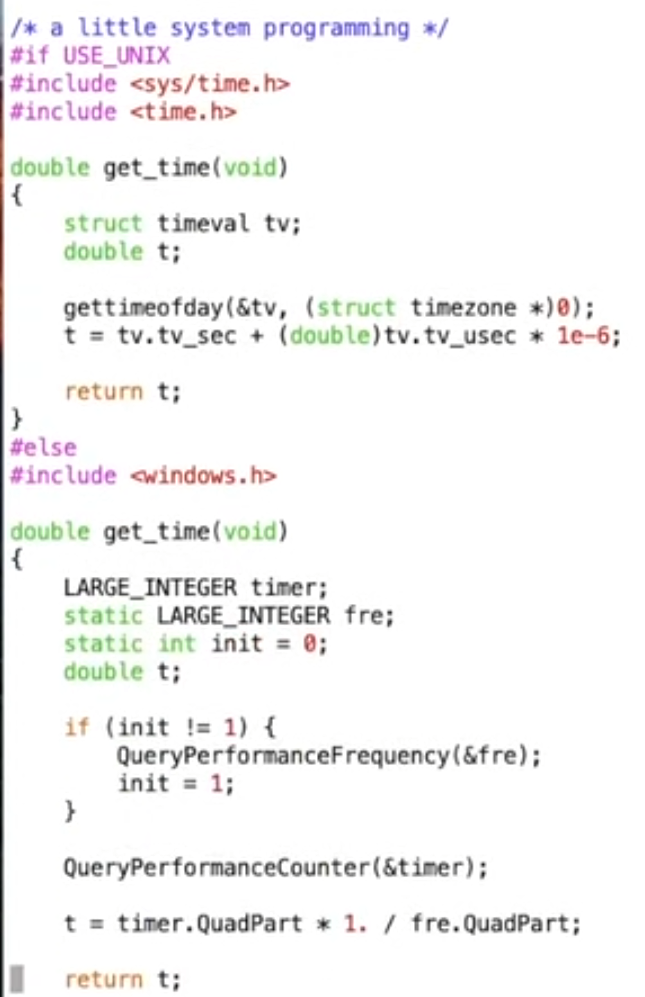 /* a little system programming */
#if USE_UNIX
#include <sys/time.h>
#include <time.h>
double get_time(void)
{
    struct timeval tv;
    double t;
    gettimeofday(&tv, (struct timezone *)0);
    t = tv.tv_sec + (double)tv.tv_usec * 1e-6;
    return t;
}
#else
#include <windows.h>
double get_time(void)
{
    LARGE_INTEGER timer;
    static LARGE_INTEGER fre;
    static int init = 0;
    double t;
    if (init != 1) {
        QueryPerformanceFrequency(&fre);
        init = 1;
    }
    QueryPerformanceCounter(&timer);
    t = timer.QuadPart * 1. / fre.QuadPart;
    return t;